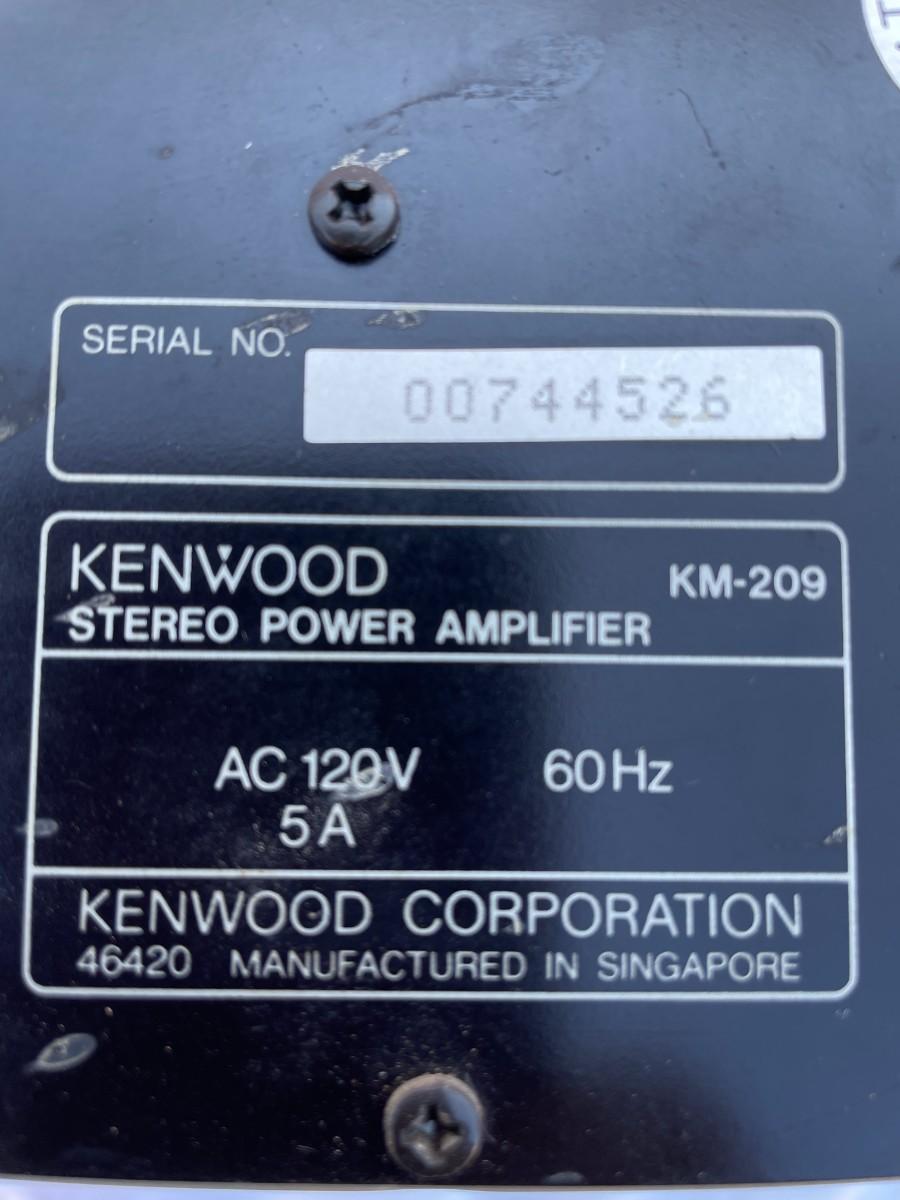 SERIAL NO.
00744526
KENWOOD KM-209
STEREO POWER AMPLIFIER
AC 120V 60Hz
5A
KENWOOD CORPORATION
46420 MANUFACTURED IN SINGAPORE